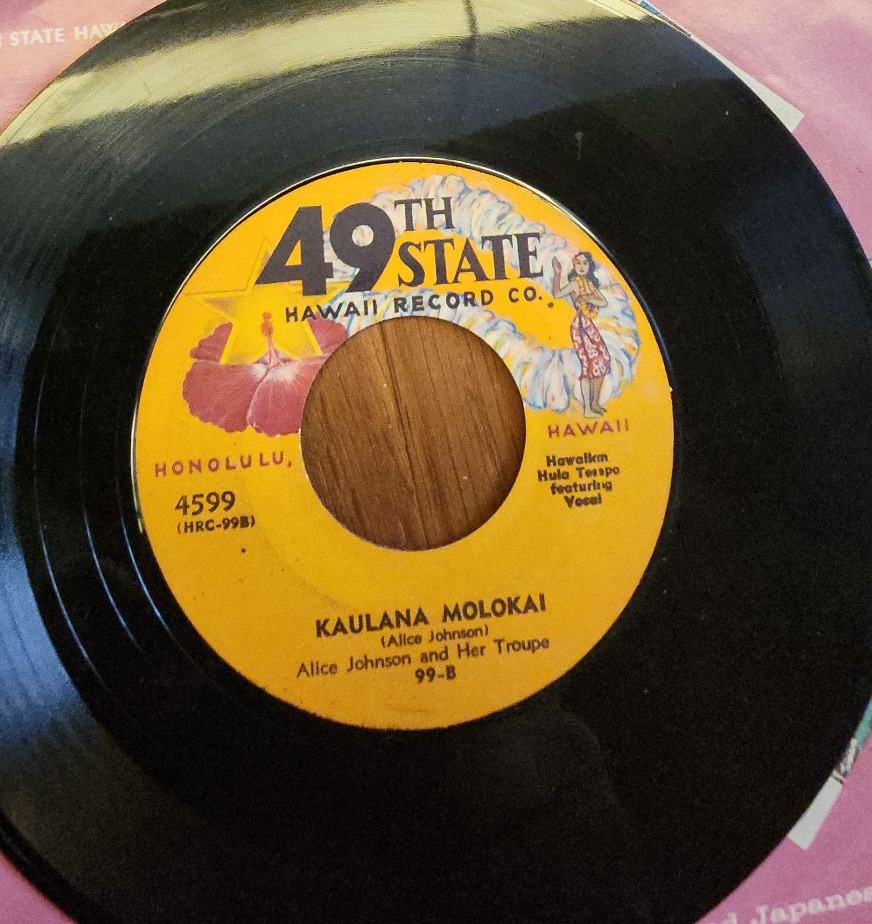 STATE HAW
49TH STATE
HAWAII RECORD CO.
HONOLULU,
HAWAII
4599
(HRC-99B)
Hawaiian
Hula Tempo
featuring
Vocal
KAULANA MOLOKAI
(Alice Johnson)
Alice Johnson and Her Troupe
99-B
Japanes